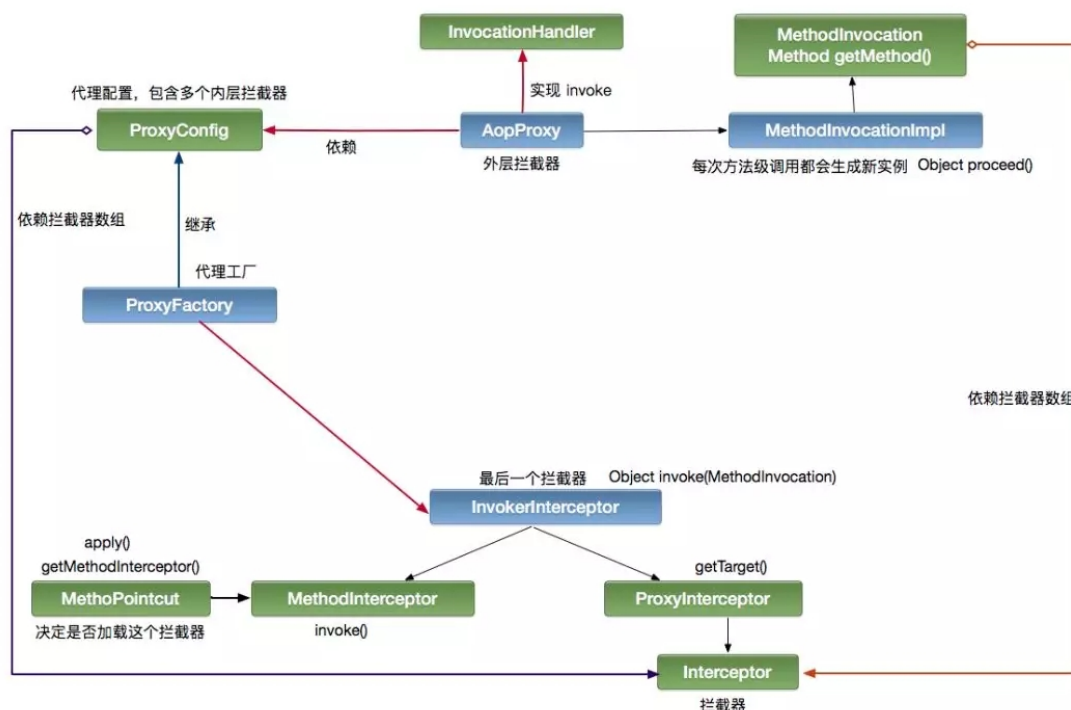 InvocationHandler
MethodInvocation
Method getMethod()
代理配置，包含多个内层拦截器
实现 invoke
ProxyConfig
AopProxy
MethodInvocationImpl
依赖
外层拦截器
每次方法级调用都会生成新实例 Object proceed()
依赖拦截器数组
继承
代理工厂
ProxyFactory
依赖拦截器数组
最后一个拦截器 Object invoke(MethodInvocation)
InvokerInterceptor
apply()
getMethodInterceptor()
getTarget()
MethoPointcut
MethodInterceptor
ProxyInterceptor
决定是否加载这个拦截器
invoke()
Interceptor
拦截器